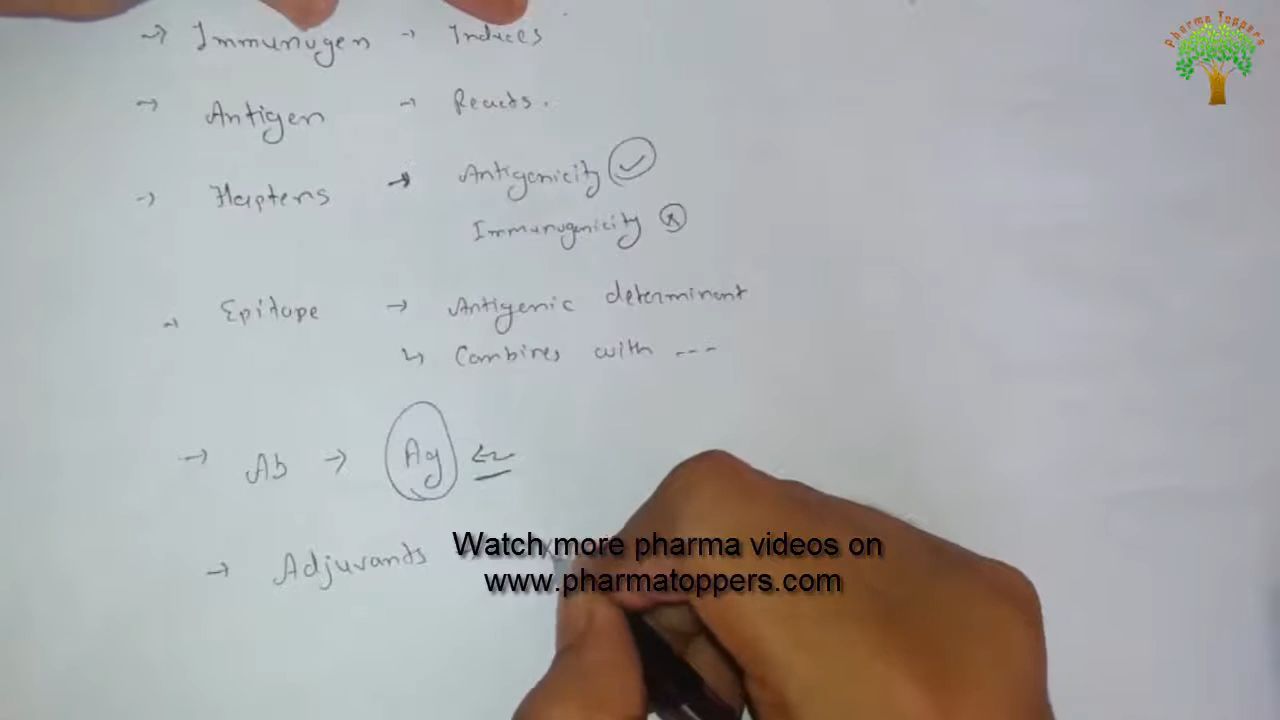 Pharma Toppers
→ Immunogen → Induces
→ Antigen → Reacts.
→ Haptens → Antigenicity ✓
Immunogenicity x
→ Epitope → Antigenic determinant
↳ Combines with ---
→ Ab → Ag ←
→ Adjuvants
Watch more pharma videos on
www.pharmatoppers.com